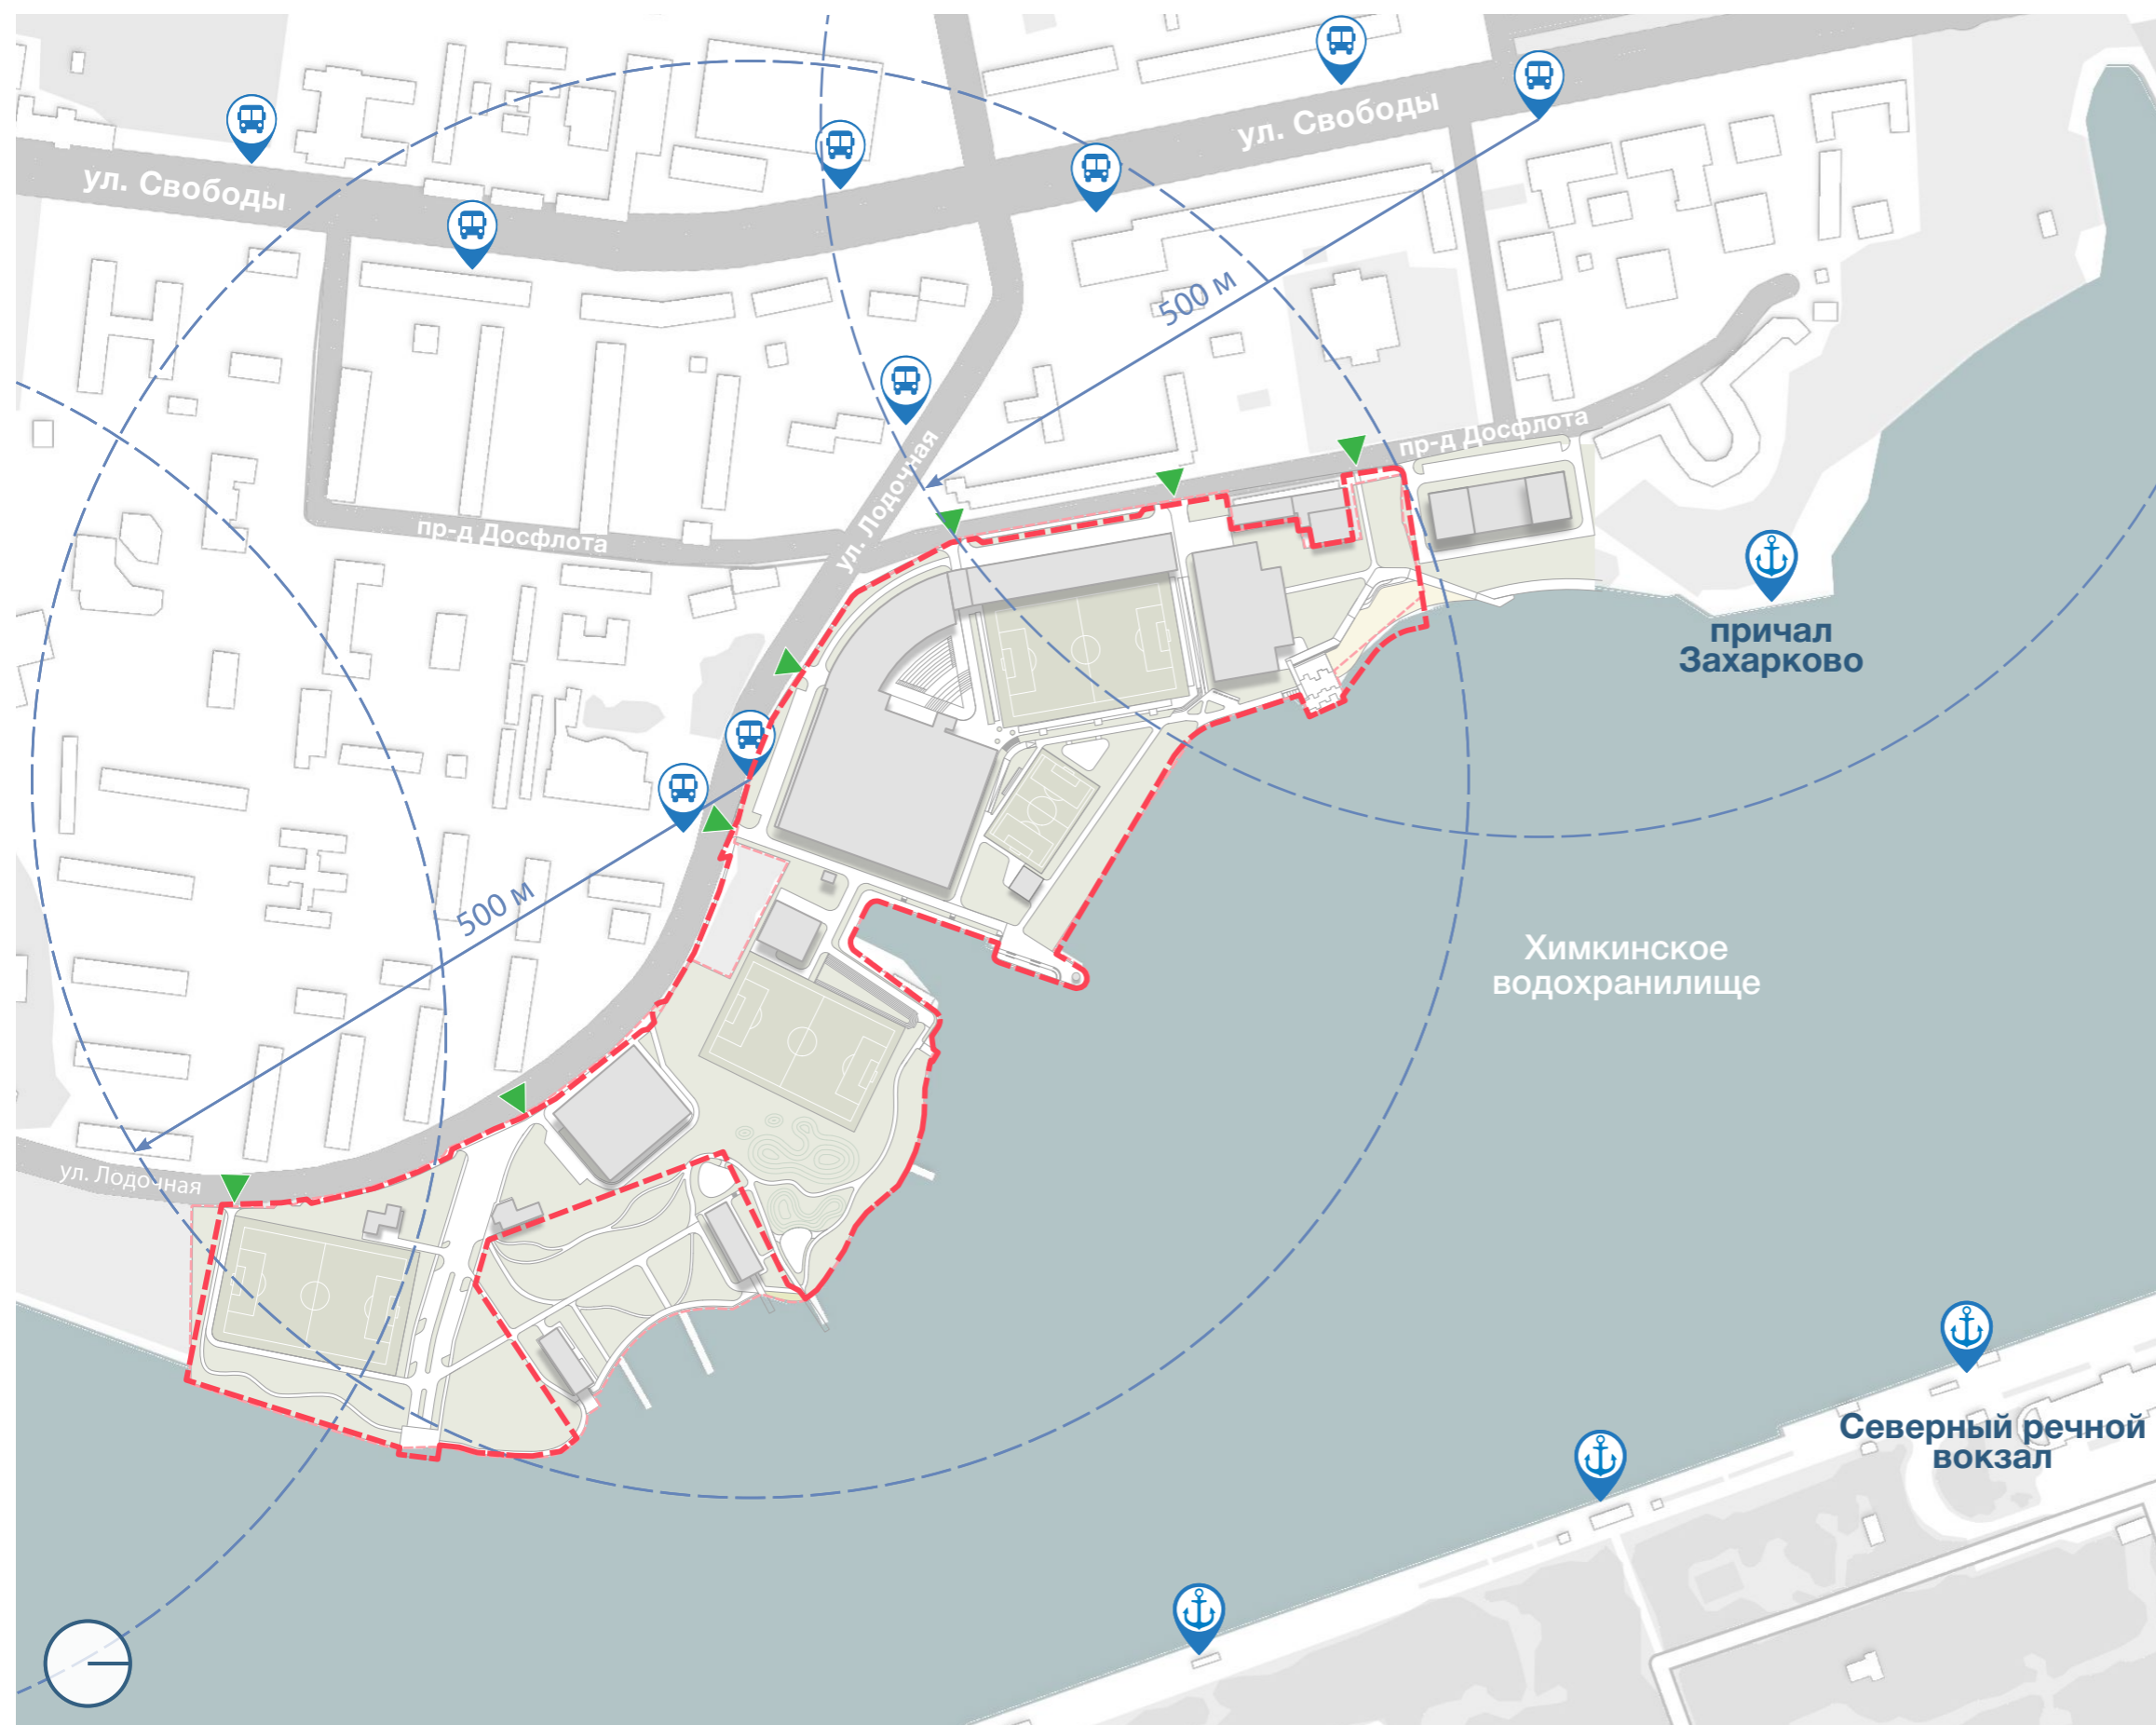 ул. Свободы
ул. Свободы
500 м
пр-д Досфлота
ул. Лодочная
пр-д Досфлота
причал
Захарково
500 м
Химкинское
водохранилище
ул. Лодочная
Северный речной
вокзал